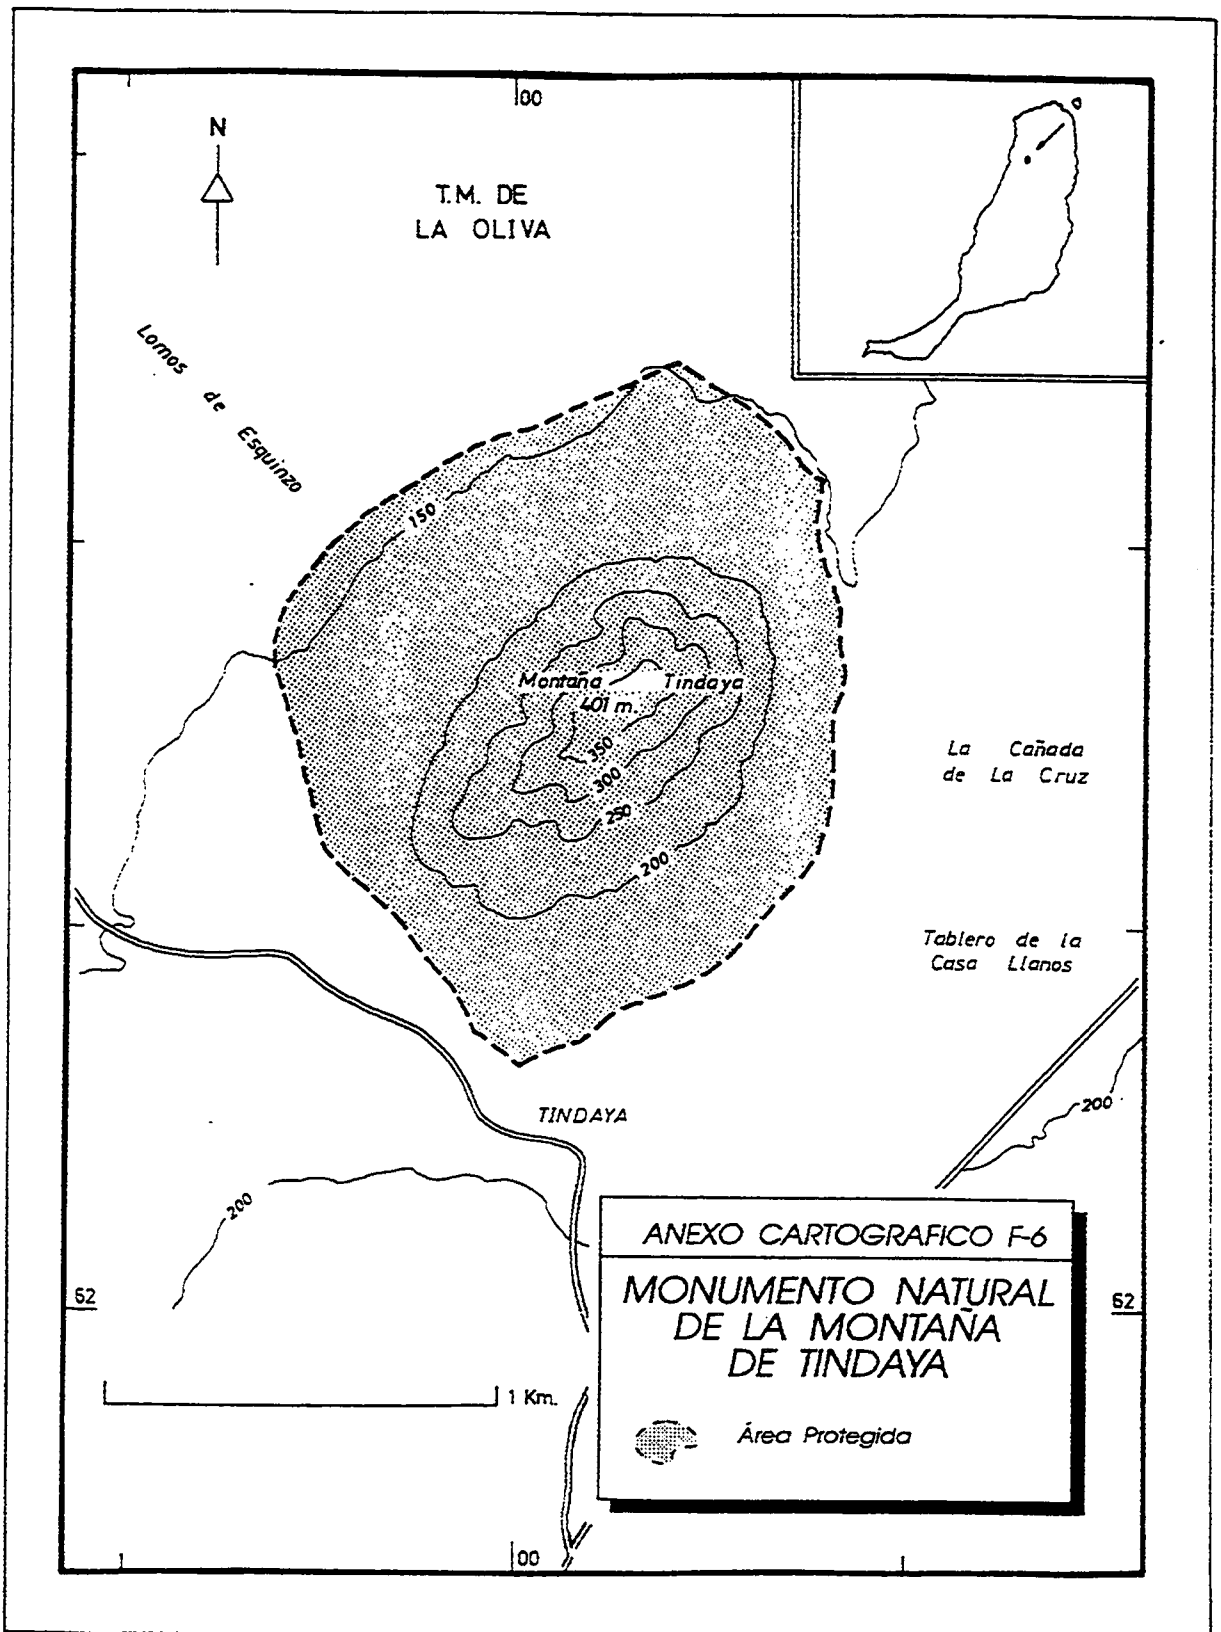 00
N
T.M. DE
LA OLIVA
Lomos de Esquinzo
150
Montaña Tindaya
401 m.
350
300
250
200
La Cañada
de La Cruz
Tablero de la
Casa Llanos
200
TINDAYA
200
ANEXO CARTOGRAFICO F-6
MONUMENTO NATURAL
DE LA MONTAÑA
DE TINDAYA
Área Protegida
62
62
1 Km.
00